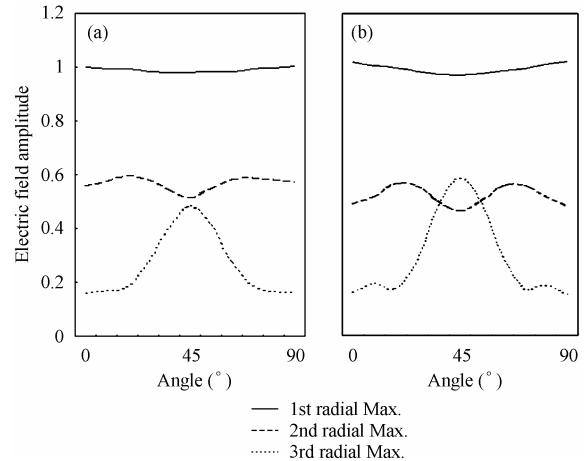 (a)
(b)
1.2
1
0.8
0.6
0.4
0.2
0
Electric field amplitude
0 45 90
0 45 90
Angle (°)
Angle (°)
1st radial Max.
2nd radial Max.
3rd radial Max.